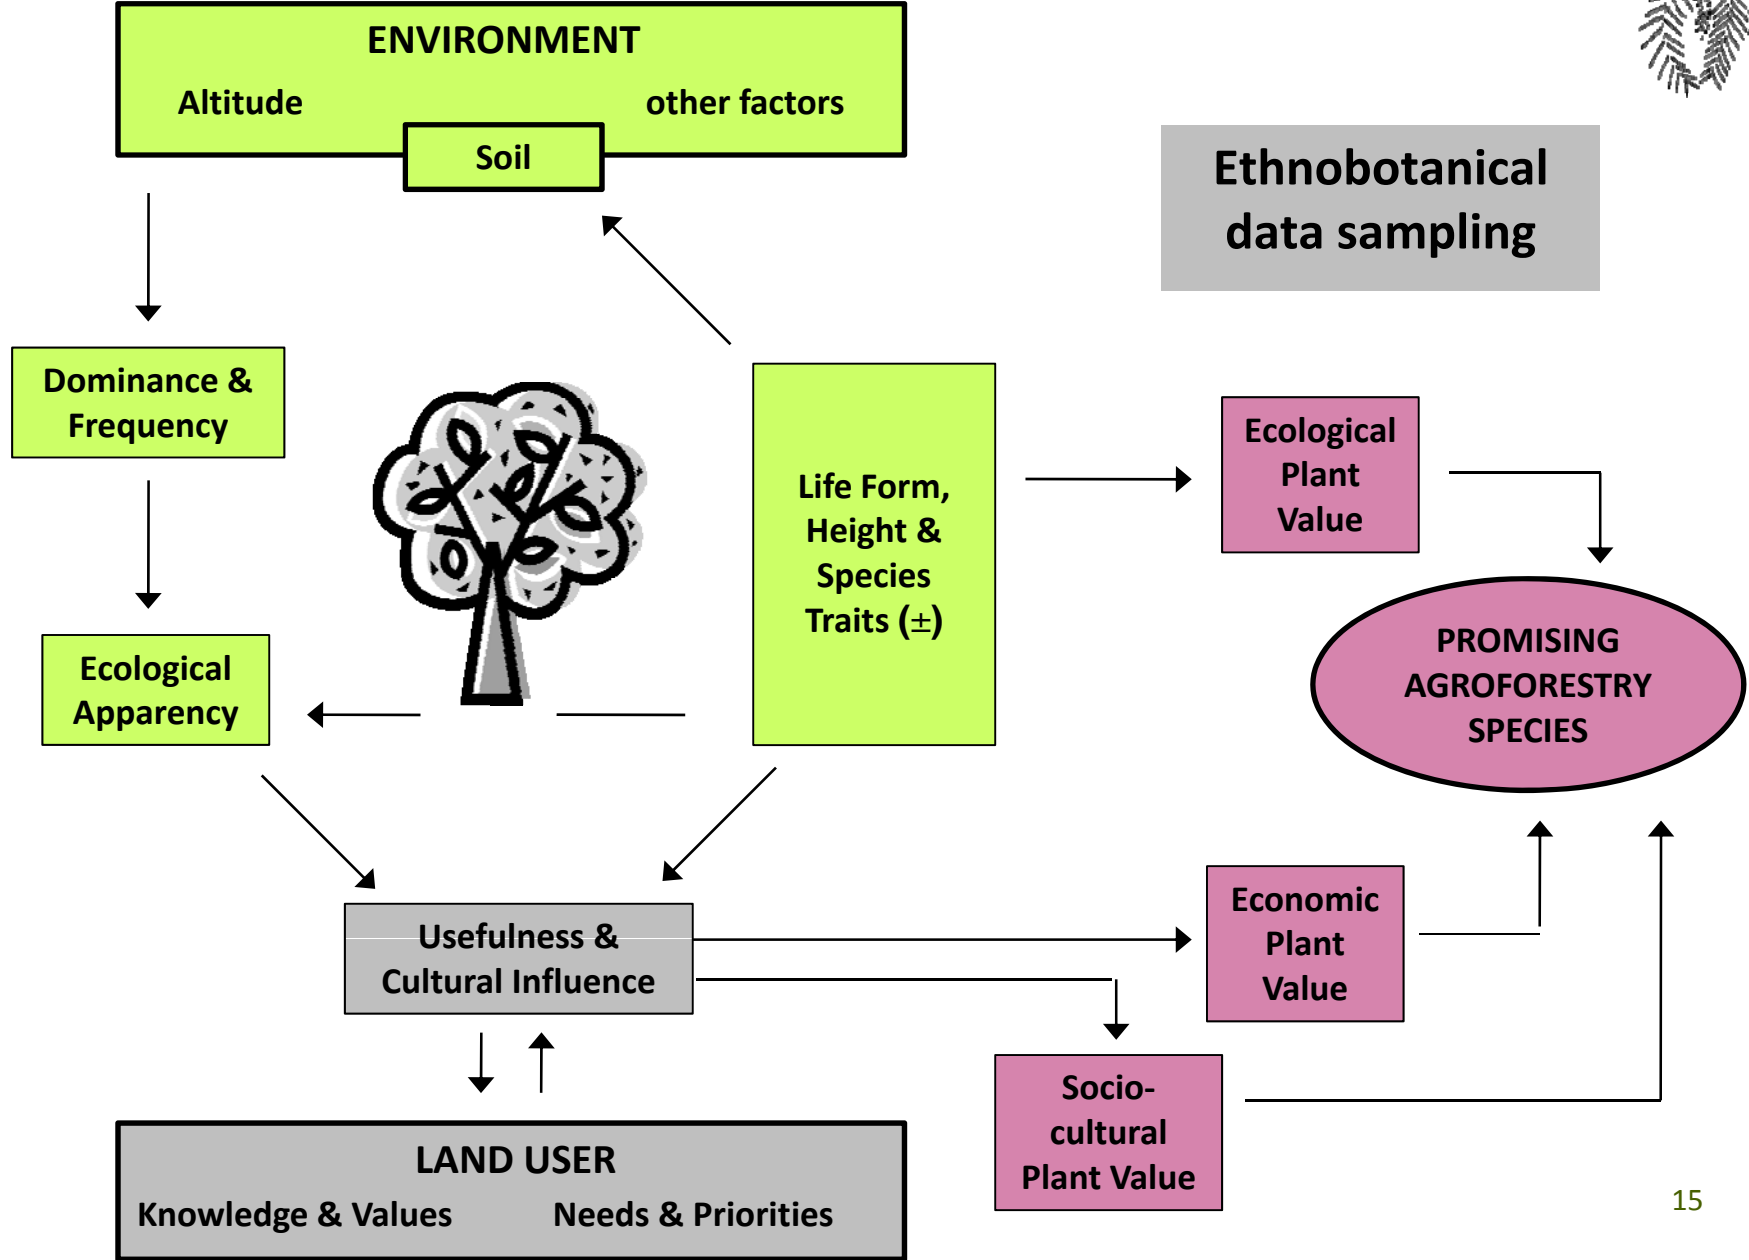 ENVIRONMENT
Altitude
other factors
Soil
Ethnobotanical
data sampling
Dominance &
Frequency
Life Form,
Height &
Species
Traits (±)
Ecological
Plant
Value
Ecological
Apparency
PROMISING
AGROFORESTRY
SPECIES
Usefulness &
Cultural Influence
Economic
Plant
Value
Socio-
cultural
Plant Value
LAND USER
Knowledge & Values
Needs & Priorities
15